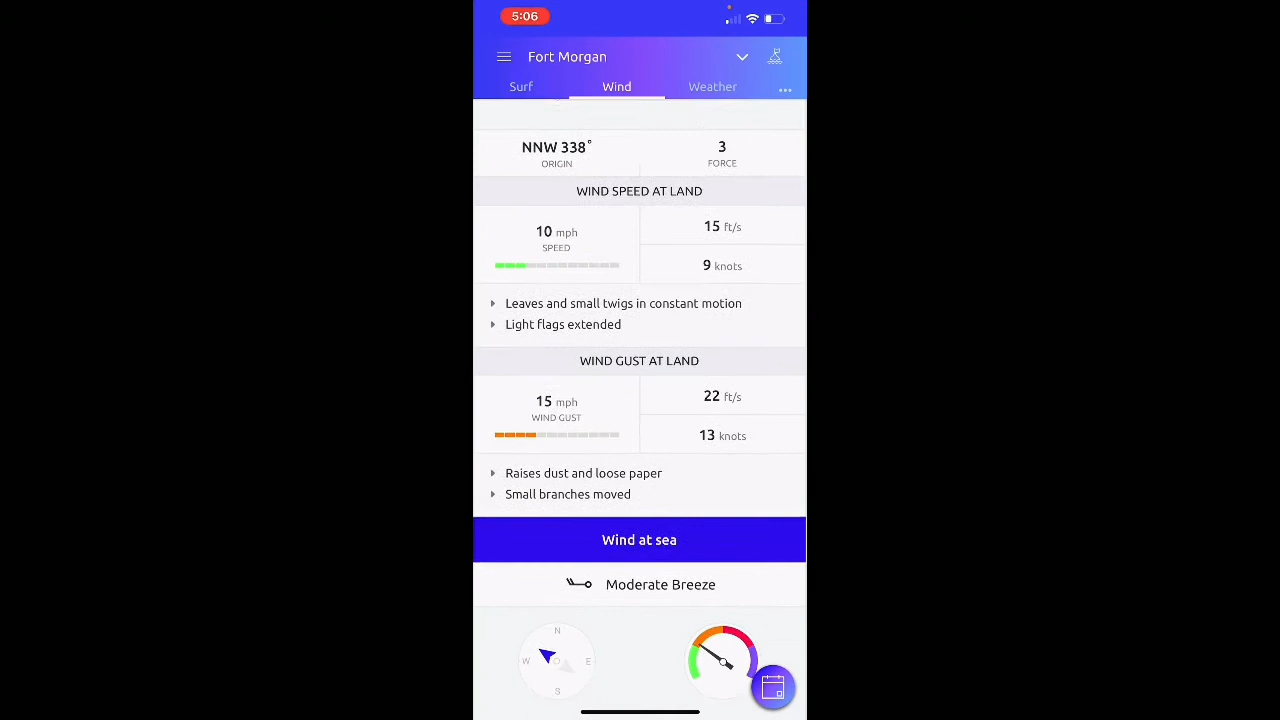 5:06
Fort Morgan
Surf Wind Weather ...
NNW 338° 3
ORIGIN FORCE
WIND SPEED AT LAND
10 mph 15 ft/s
SPEED
9 knots
Leaves and small twigs in constant motion
Light flags extended
WIND GUST AT LAND
15 mph 22 ft/s
WIND GUST
13 knots
Raises dust and loose paper
Small branches moved
Wind at sea
Moderate Breeze
N
W O E
S